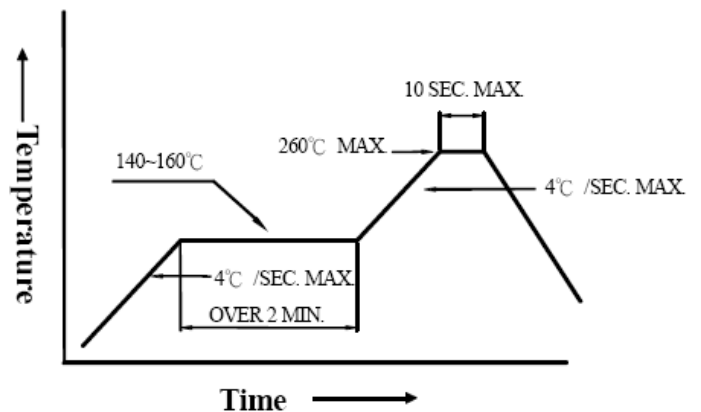 10 SEC. MAX.
260℃ MAX.
140~160℃
4℃ /SEC. MAX.
4℃ /SEC. MAX.
OVER 2 MIN.
Temperature
Time